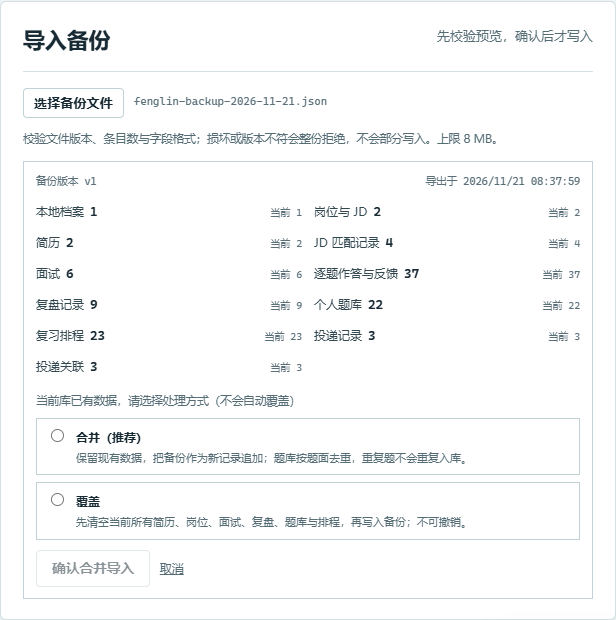 导入备份
先校验预览，确认后才写入
选择备份文件 fenglin-backup-2026-11-21.json
校验文件版本、条目数与字段格式；损坏或版本不符会整份拒绝，不会部分写入。上限 8 MB。
备份版本 v1 导出于 2026/11/21 08:37:59
本地档案 1 当前 1 岗位与 JD 2 当前 2
简历 2 当前 2 JD 匹配记录 4 当前 4
面试 6 当前 6 逐题作答与反馈 37 当前 37
复盘记录 9 当前 9 个人题库 22 当前 22
复习排程 23 当前 23 投递记录 3 当前 3
投递关联 3 当前 3
当前库已有数据，请选择处理方式（不会自动覆盖）
合并（推荐）
保留现有数据，把备份作为新记录追加；题库按题面去重，重复题不会重复入库。
覆盖
先清空当前所有简历、岗位、面试、复盘、题库与排程，再写入备份；不可撤销。
确认合并导入 取消